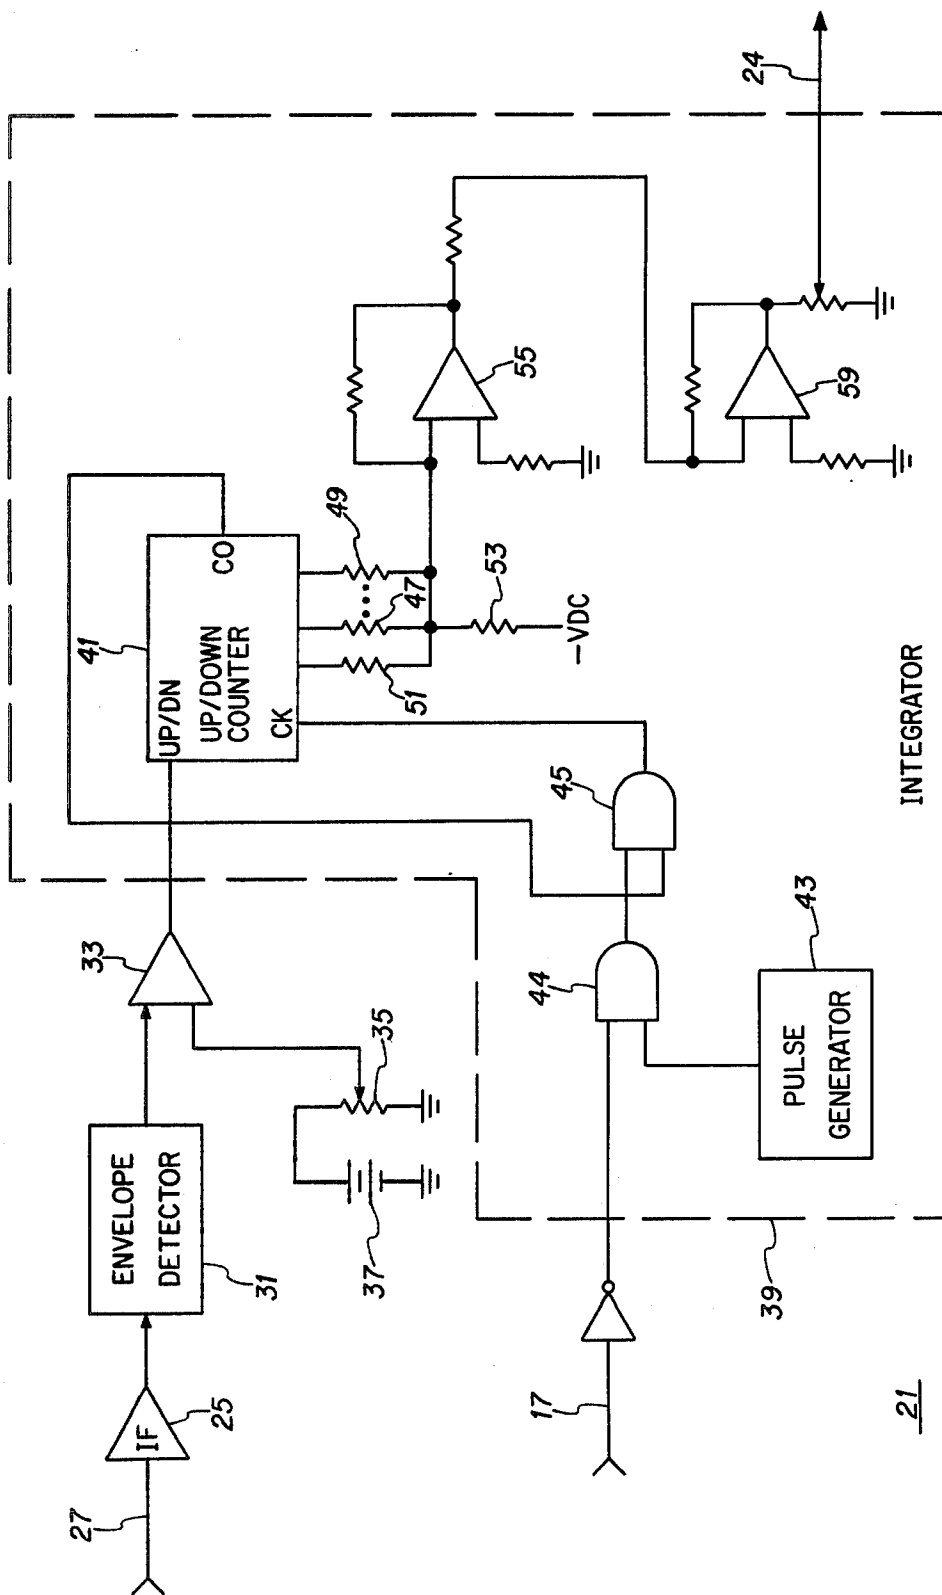 27
IF
25
ENVELOPE
DETECTOR
31
33
35
37
41
UP/DN
UP/DOWN
COUNTER
CK
CO
51
47
49
53
-VDC
55
59
24
17
44
45
PULSE
GENERATOR
43
39
INTEGRATOR
21